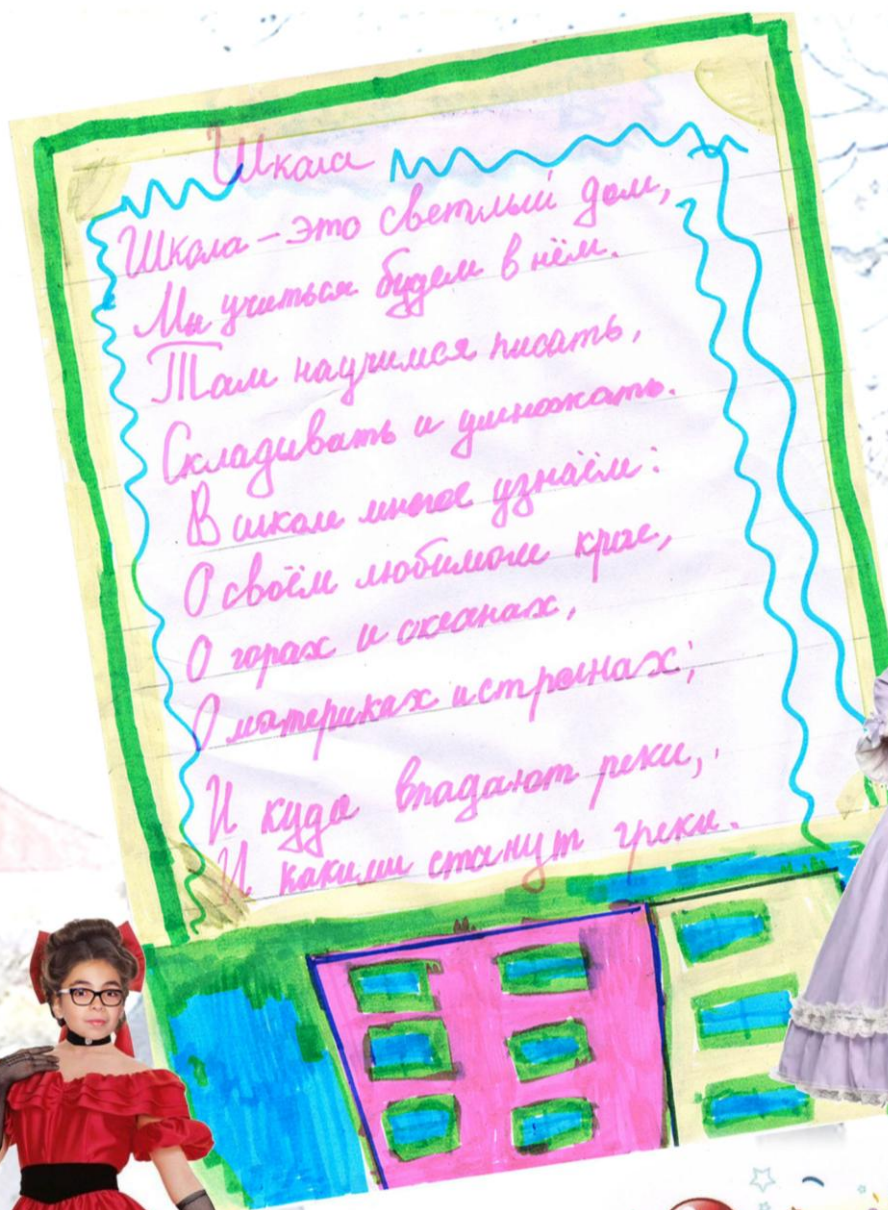 Школа
Школа - это светлый дом,
Мы учиться будем в нём.
Там научимся писать,
Складывать и умножать.
В школе многое узнаём:
О своём любимом крае,
О горах и океанах,
О материках и странах;
И куда впадают реки,
И какими станут греки.